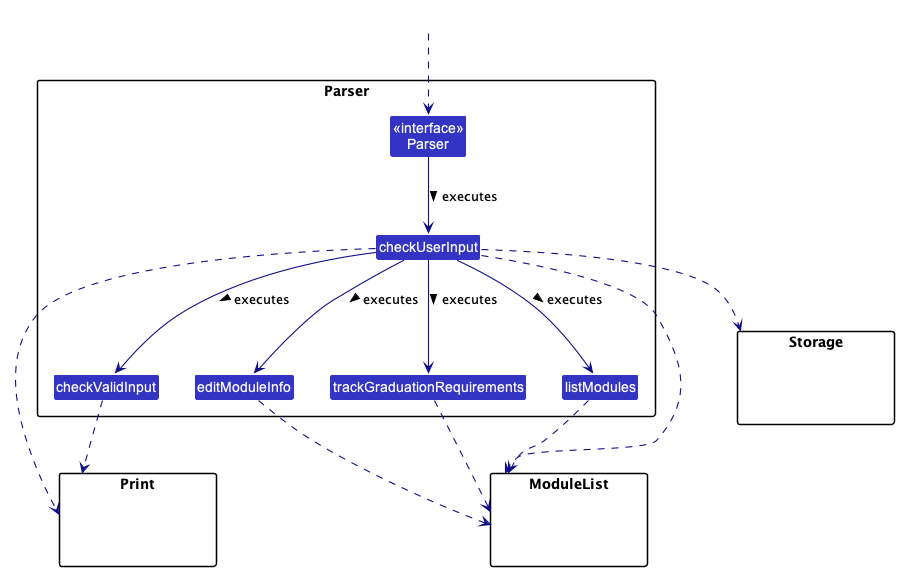 Parser
«interface»
Parser
executes
checkUserInput
executes
executes
executes
executes
Storage
checkValidInput
editModuleInfo
trackGraduationRequirements
listModules
Print
ModuleList